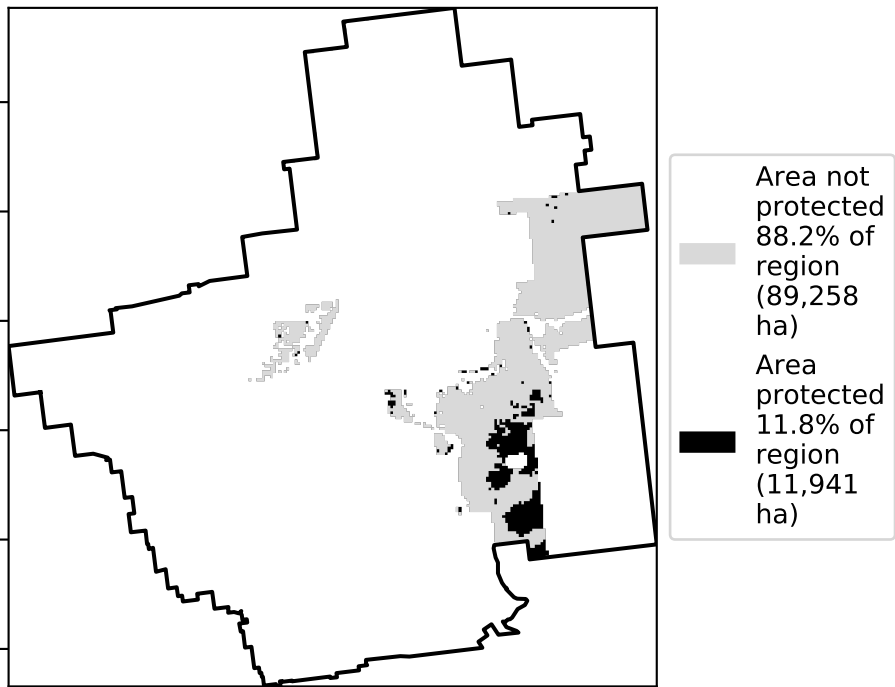 Area not
protected
88.2% of
region
(89,258
ha)
Area
protected
11.8% of
region
(11,941
ha)